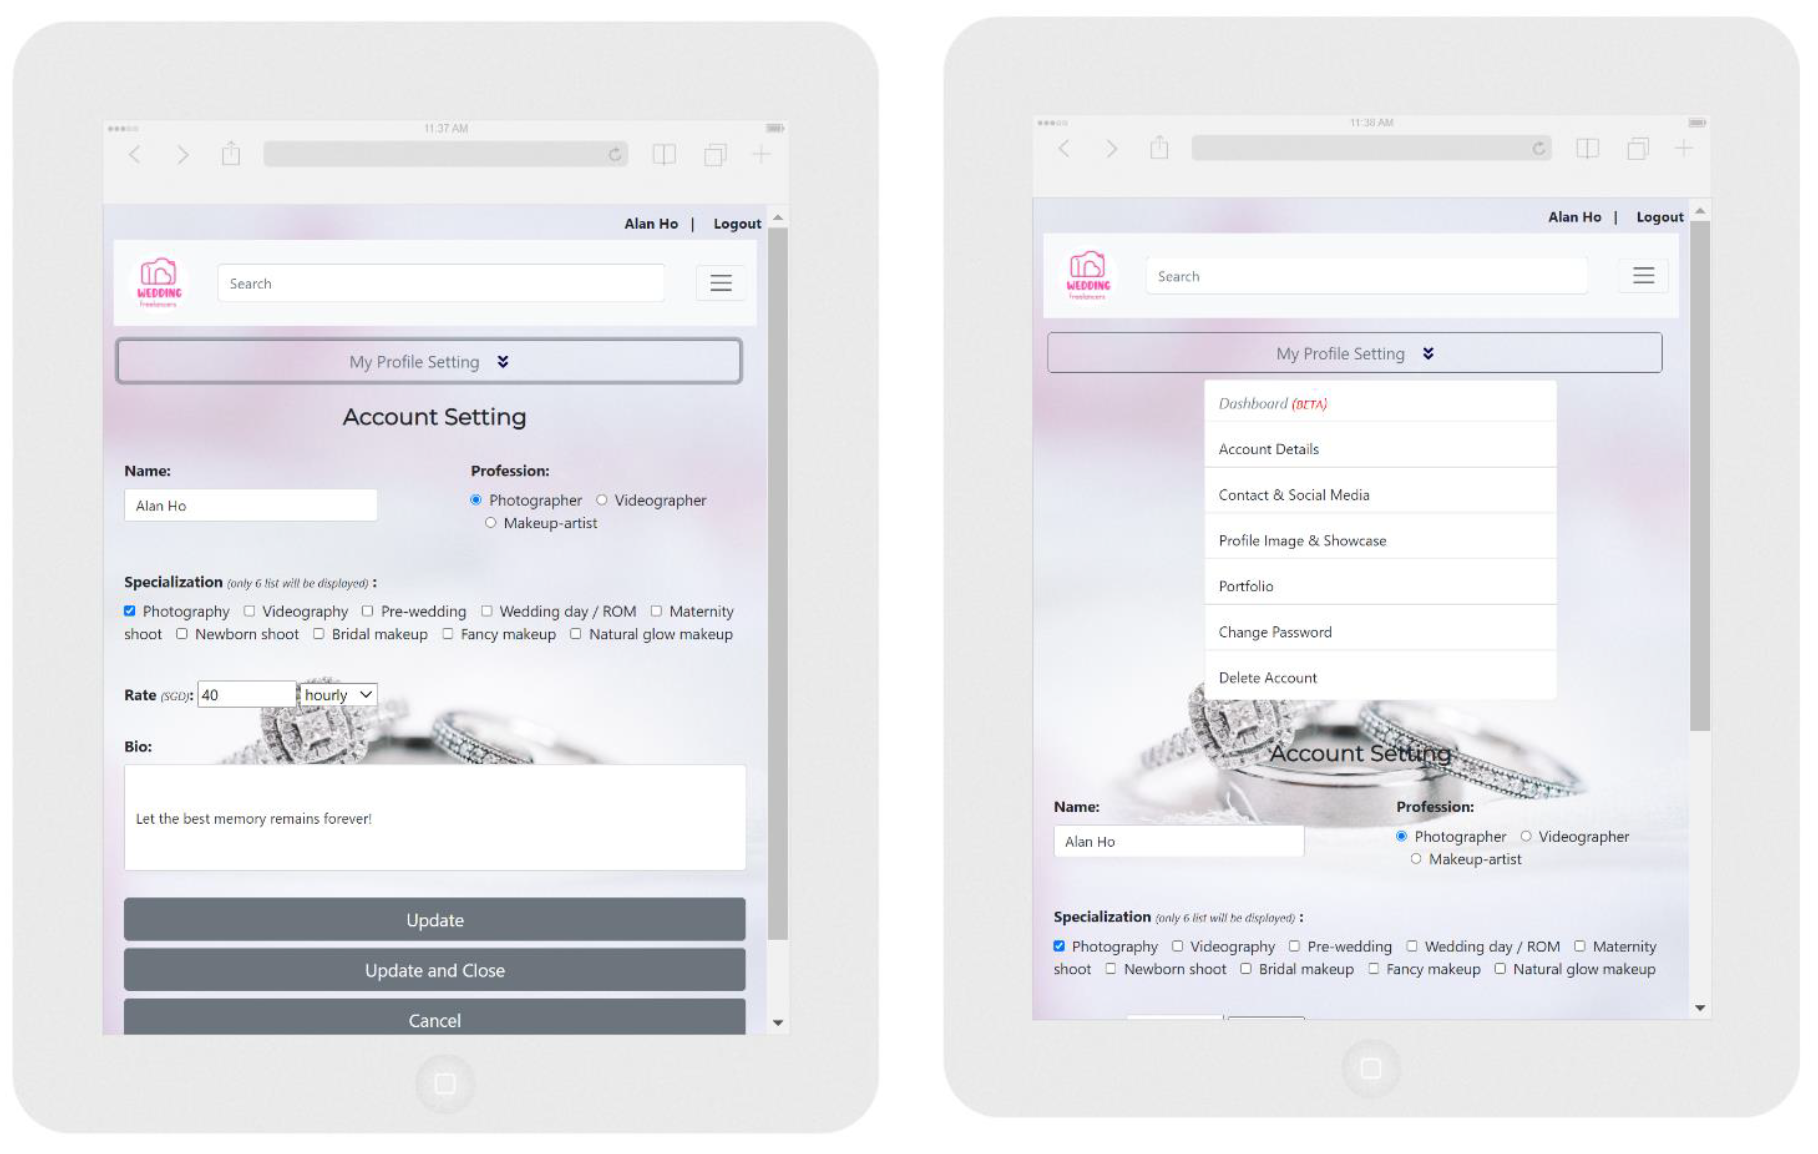 11:37 AM
Alan Ho | Logout
WEDDING
freelancers
Search
My Profile Setting
Account Setting
Name:
Profession:
Alan Ho
Photographer Videographer
Makeup-artist
Specialization (only 6 list will be displayed) :
Photography Videography Pre-wedding Wedding day / ROM Maternity
shoot Newborn shoot Bridal makeup Fancy makeup Natural glow makeup
Rate (SGD): 40 hourly
Bio:
Let the best memory remains forever!
Update
Update and Close
Cancel
11:38 AM
Alan Ho | Logout
WEDDING
freelancers
Search
My Profile Setting
Dashboard (BETA)
Account Details
Contact & Social Media
Profile Image & Showcase
Portfolio
Change Password
Delete Account
Account Setting
Name:
Profession:
Alan Ho
Photographer Videographer
Makeup-artist
Specialization (only 6 list will be displayed) :
Photography Videography Pre-wedding Wedding day / ROM Maternity
shoot Newborn shoot Bridal makeup Fancy makeup Natural glow makeup